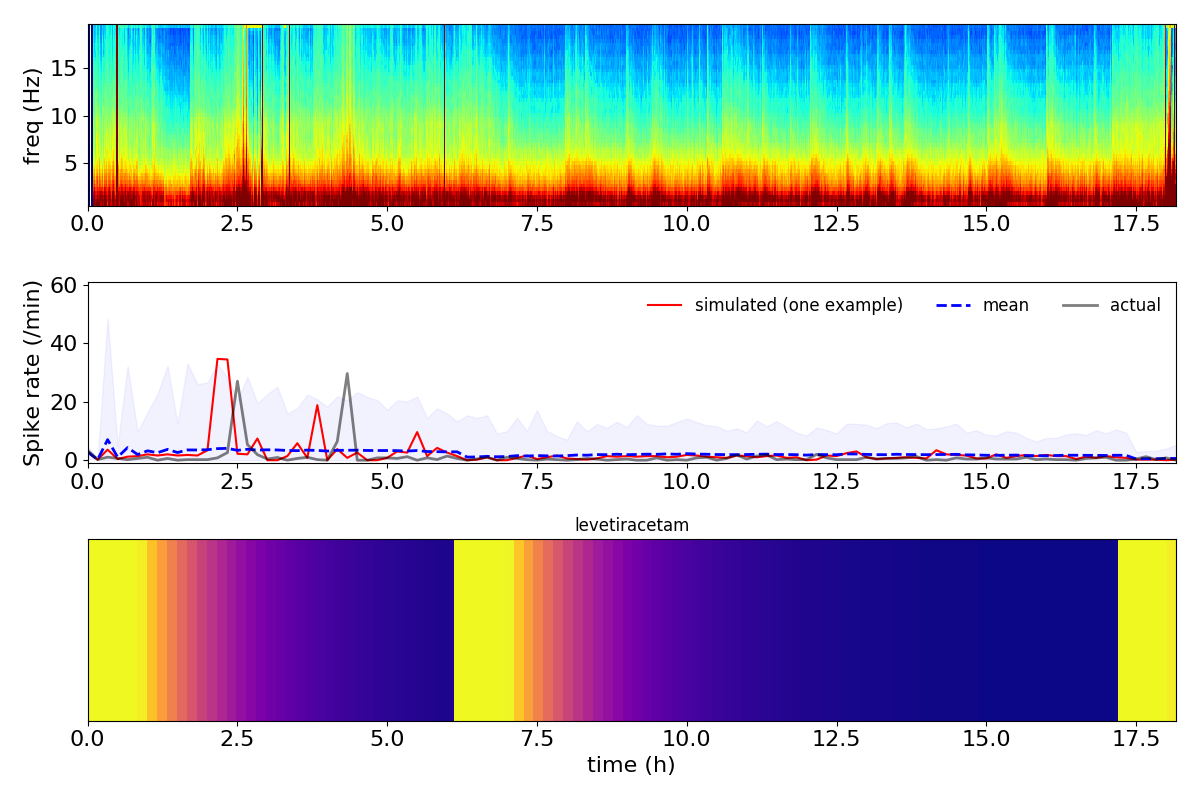 freq (Hz)
15
10
5
0.0 2.5 5.0 7.5 10.0 12.5 15.0 17.5
Spike rate (/min)
60
40
20
0
simulated (one example) mean actual
0.0 2.5 5.0 7.5 10.0 12.5 15.0 17.5
levetiracetam
0.0 2.5 5.0 7.5 10.0 12.5 15.0 17.5
time (h)